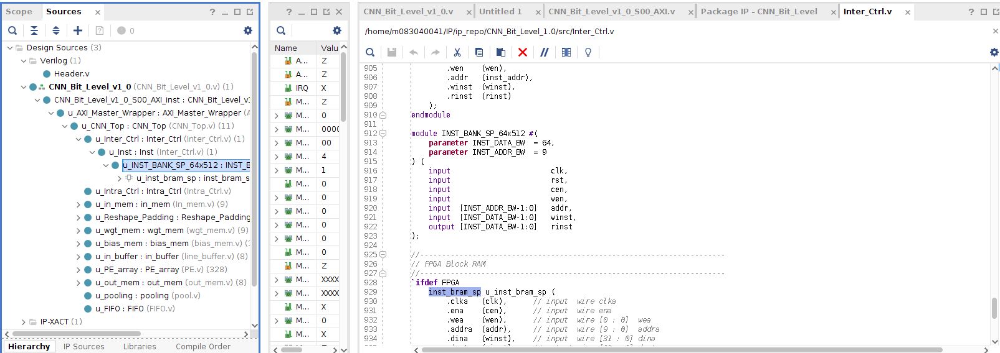 Scope
Sources
0
Design Sources (3)
Verilog (1)
Header.v
CNN_Bit_Level_v1_0 (CNN_Bit_Level_v1_0.v) (1)
CNN_Bit_Level_v1_0_S00_AXI_inst : CNN_Bit_Level_v1
u_AXI_Master_Wrapper : AXI_Master_Wrapper (A
u_CNN_Top : CNN_Top (CNN_Top.v) (11)
u_Inter_Ctrl : Inter_Ctrl (Inter_Ctrl.v) (1)
u_Inst : Inst (Inter_Ctrl.v) (1)
u_INST_BANK_SP_64x512 : INST_B
u_inst_bram_sp : inst_bram_s
u_Intra_Ctrl : Intra_Ctrl (Intra_Ctrl.v)
u_in_mem : in_mem (In_mem.v) (9)
u_Reshape_Padding : Reshape_Padding
u_wgt_mem : wgt_mem (wgt_mem.v) (9)
u_bias_mem : bias_mem (bias_mem.v) (3
u_in_buffer : in_buffer (line_buffer.v) (8)
u_PE_array : PE_array (PE.v) (328)
u_out_mem : out_mem (out_mem.v) (8)
u_pooling : pooling (pool.v)
u_FIFO : FIFO (FIFO.v)
IP-XACT (1)
Hierarchy IP Sources Libraries Compile Order
Name Valu
A... Z
A... Z
IRQ X
M... Z
M... 0
M... 0000
M... 00
M... 4
M... 1
M... 0
M... 0
M... 0
M... 0
M... 0
M... 0
M... Z
M... XXXX
M... XXXX
M... X
M... 0
M... X
CNN_Bit_Level_v1_0.v
Untitled 1
CNN_Bit_Level_v1_0_S00_AXI.v
Package IP - CNN_Bit_Level
Inter_Ctrl.v
/home/m083040041/IP/ip_repo/CNN_Bit_Level_1.0/src/Inter_Ctrl.v
905 .wen (wen),
906 .addr (inst_addr),
907 .winst (winst),
908 .rinst (rinst)
909 );
910 endmodule
911
912 module INST_BANK_SP_64x512 #(
913 parameter INST_DATA_BW = 64,
914 parameter INST_ADDR_BW = 9
915 ) (
916 input clk,
917 input rst,
918 input cen,
919 input wen,
920 input [INST_ADDR_BW-1:0] addr,
921 input [INST_DATA_BW-1:0] winst,
922 output [INST_DATA_BW-1:0] rinst
923 );
924
925 //----------------------------------------------------------------------
926 // FPGA Block RAM
927 //----------------------------------------------------------------------
928 `ifdef FPGA
929 inst_bram_sp u_inst_bram_sp (
930 .clka (clk), // input wire clka
931 .ena (cen), // input wire ena
932 .wea (wen), // input wire [0 : 0] wea
933 .addra (addr), // input wire [9 : 0] addra
934 .dina (winst), // input wire [31 : 0] dina